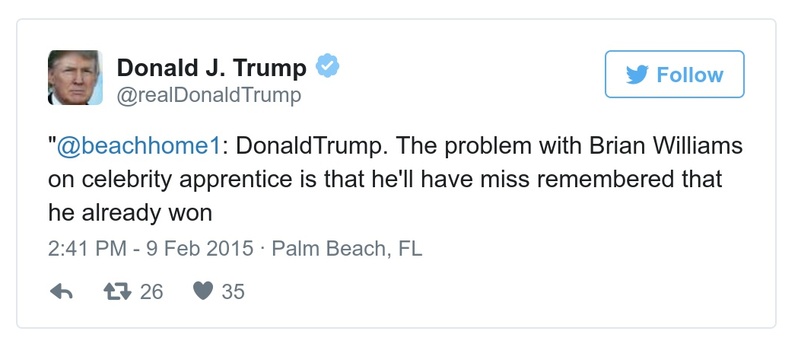 Donald J. Trump
@realDonaldTrump
Follow
"@beachhome1: DonaldTrump. The problem with Brian Williams
on celebrity apprentice is that he'll have miss remembered that
he already won
2:41 PM - 9 Feb 2015 · Palm Beach, FL
26 35